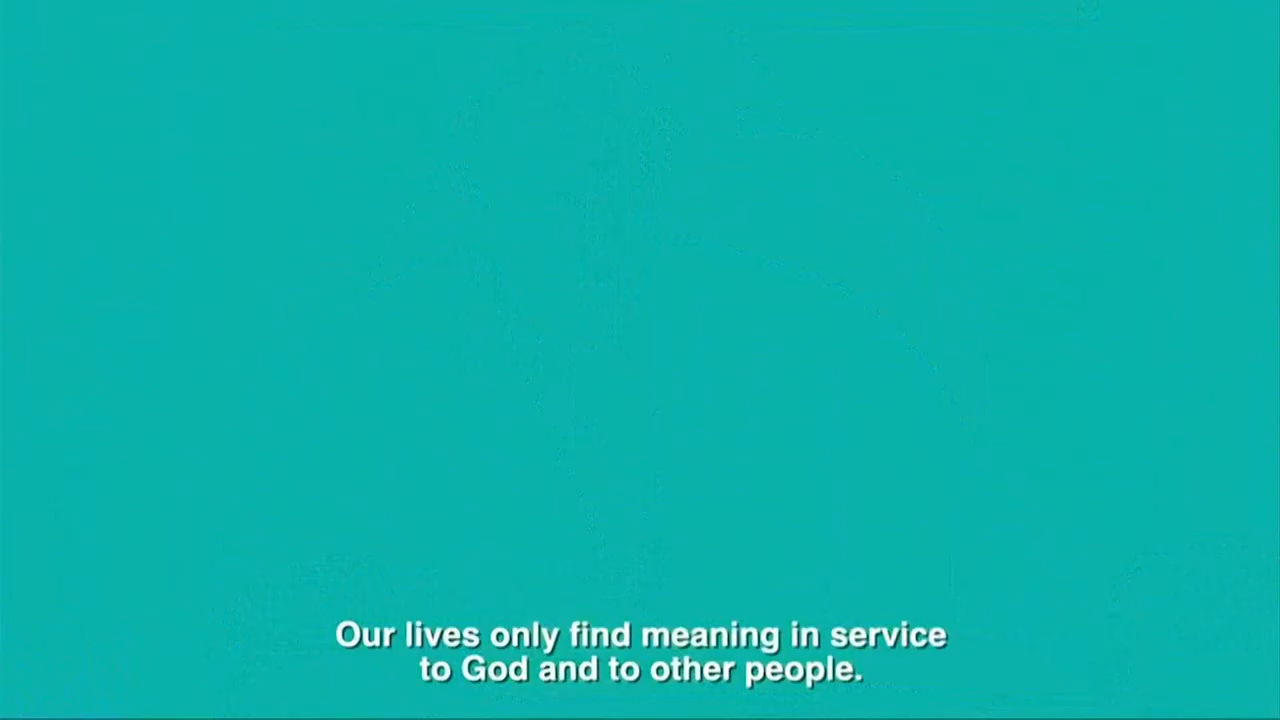 Our lives only find meaning in service
to God and to other people.